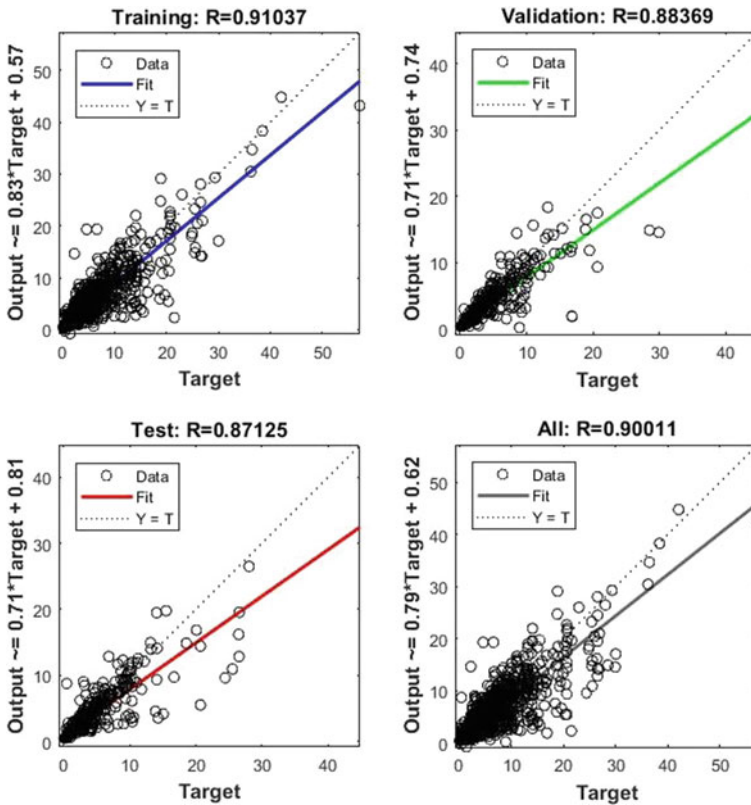 Training: R=0.91037
Output ~= 0.83*Target + 0.57
50
40
30
20
10
0
Data
Fit
Y = T
0 10 20 30 40 50
Target
Validation: R=0.88369
Output ~= 0.71*Target + 0.74
40
30
20
10
0
Data
Fit
Y = T
0 10 20 30 40
Target
Test: R=0.87125
Output ~= 0.71*Target + 0.81
40
30
20
10
0
Data
Fit
Y = T
0 10 20 30 40
Target
All: R=0.90011
Output ~= 0.79*Target + 0.62
50
40
30
20
10
0
Data
Fit
Y = T
0 10 20 30 40 50
Target